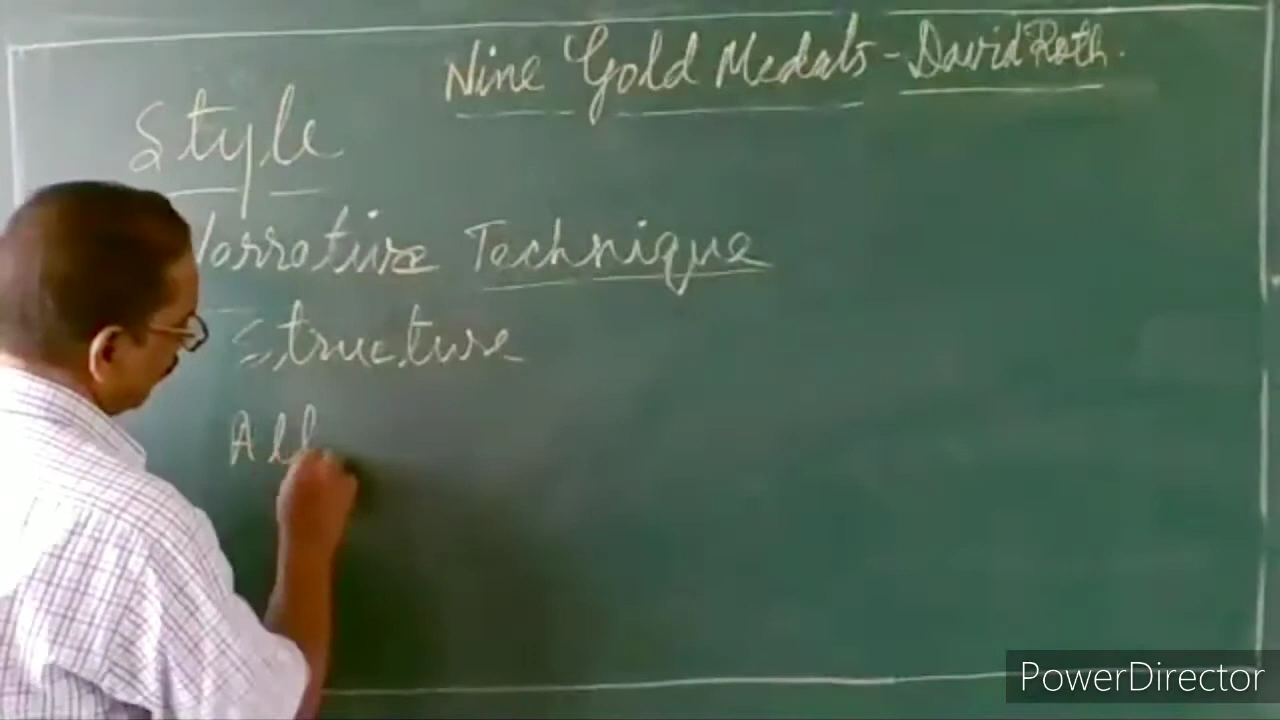 Nine Gold Medals - David Roth.
Style
Narrative Technique
Structure
All
PowerDirector